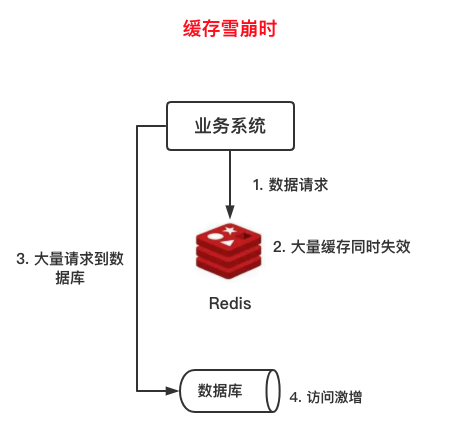 缓存雪崩时
业务系统
1. 数据请求
2. 大量缓存同时失效
3. 大量请求到数
据库
Redis
数据库
4. 访问激增